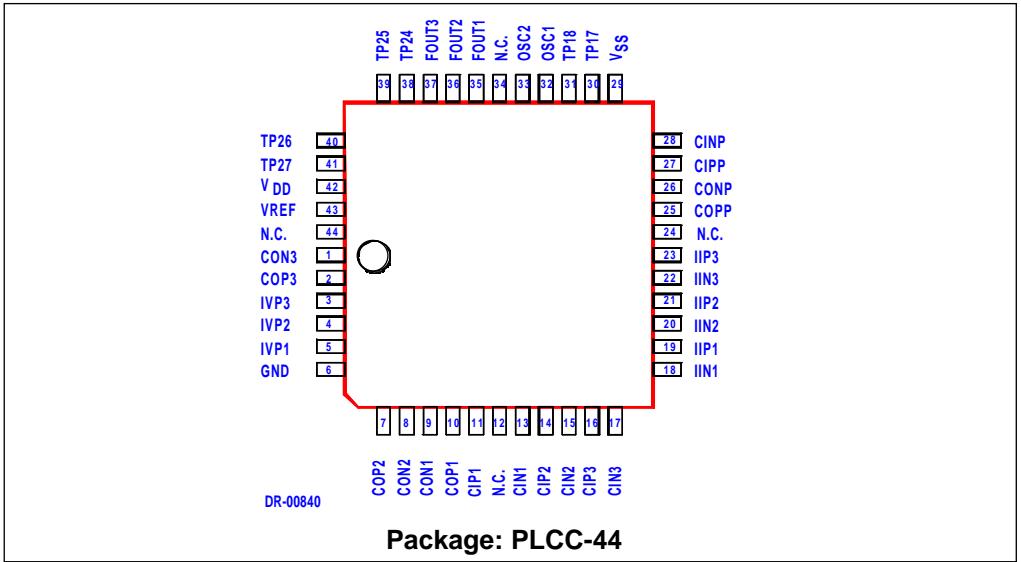 TP25 TP24 FOUT3 FOUT2 FOUT1 N.C. OSC2 OSC1 TP18 TP17 VSS
39 38 37 36 35 34 33 32 31 30 29
TP26 40
TP27 41
VDD 42
VREF 43
N.C. 44
CON3 1
COP3 2
IVP3 3
IVP2 4
IVP1 5
GND 6
28 CINP
27 CIPP
26 CONP
25 COPP
24 N.C.
23 IIP3
22 IIN3
21 IIP2
20 IIN2
19 IIP1
18 IIN1
7 8 9 10 11 12 13 14 15 16 17
COP2 CON2 CON1 COP1 CIP1 N.C. CIN1 CIP2 CIN2 CIP3 CIN3
DR-00840
Package: PLCC-44